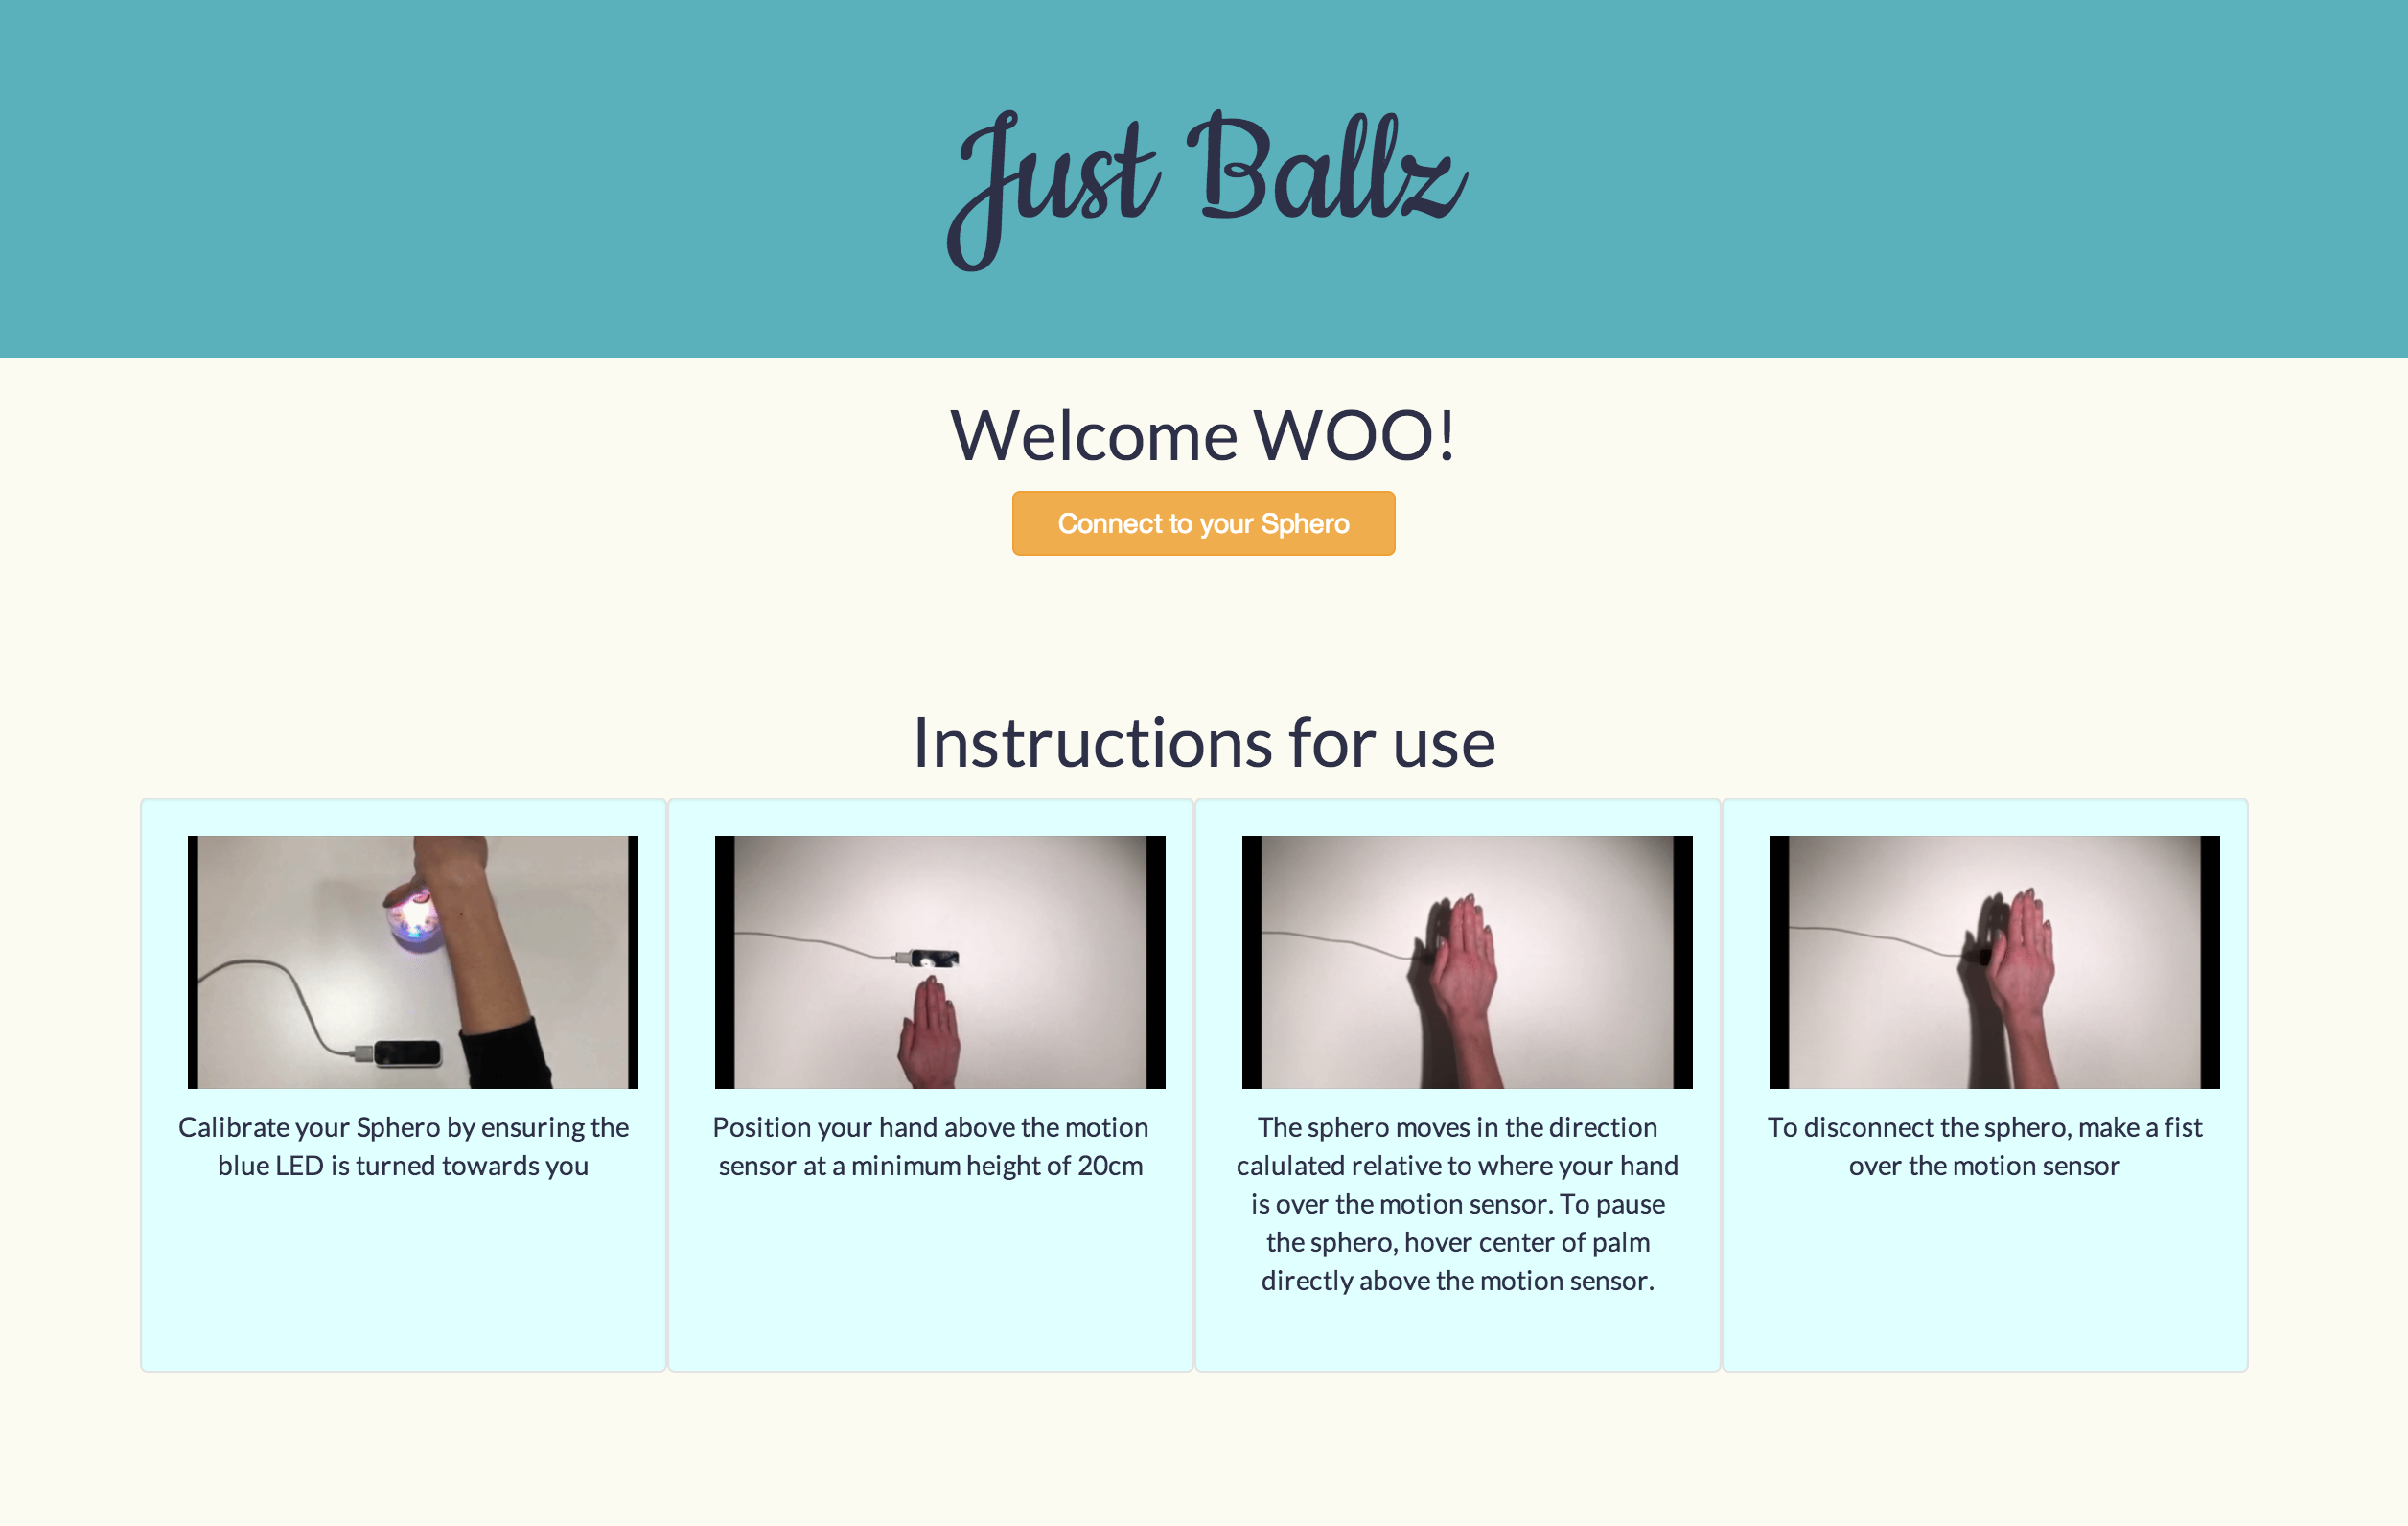 Just Ballz
Welcome WOO!
Connect to your Sphero
Instructions for use
Calibrate your Sphero by ensuring the
blue LED is turned towards you
Position your hand above the motion
sensor at a minimum height of 20cm
The sphero moves in the direction
calulated relative to where your hand
is over the motion sensor. To pause
the sphero, hover center of palm
directly above the motion sensor.
To disconnect the sphero, make a fist
over the motion sensor